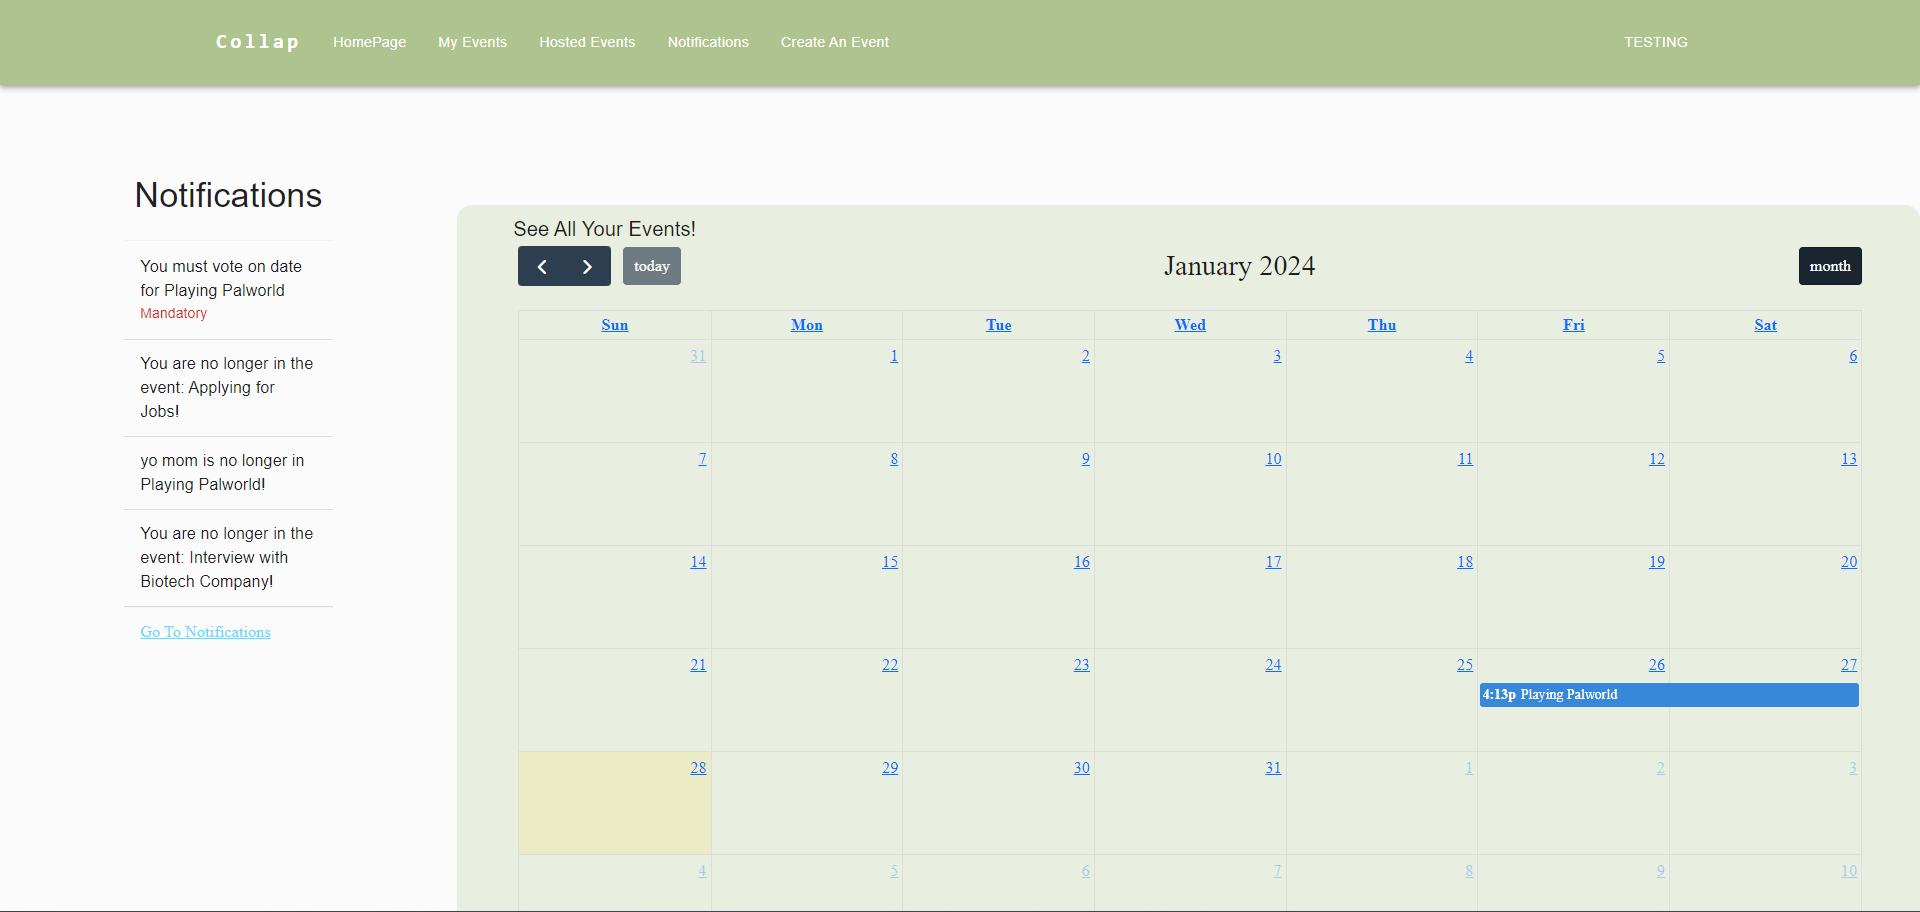 Collap HomePage My Events Hosted Events Notifications Create An Event TESTING
Notifications
You must vote on date
for Playing Palworld
Mandatory
You are no longer in the
event: Applying for
Jobs!
yo mom is no longer in
Playing Palworld!
You are no longer in the
event: Interview with
Biotech Company!
Go To Notifications
See All Your Events!
today January 2024 month
Sun Mon Tue Wed Thu Fri Sat
31 1 2 3 4 5 6
7 8 9 10 11 12 13
14 15 16 17 18 19 20
21 22 23 24 25 26 27
4:13p Playing Palworld
28 29 30 31 1 2 3
4 5 6 7 8 9 10